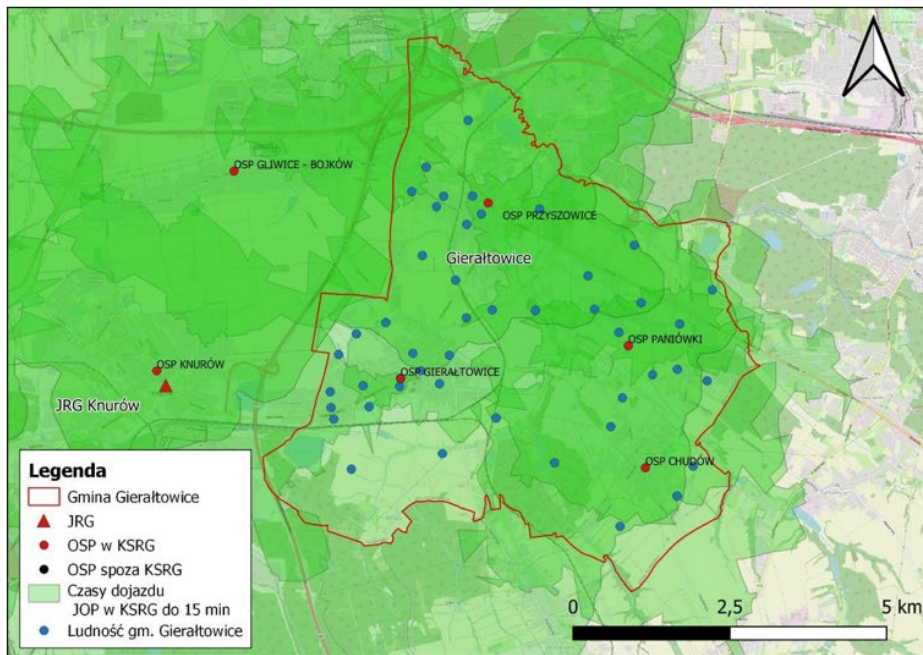 OSP GLIWICE - BOJKÓW
OSP PRZYSZOWICE
Gierałtowice
OSP PANIÓWKI
OSP KNURÓW
OSP GIERAŁTOWICE
JRG Knurów
OSP CHUDÓW
Legenda
Gmina Gierałtowice
JRG
OSP w KSRG
OSP spoza KSRG
Czasy dojazdu
JOP w KSRG do 15 min
Ludność gm. Gierałtowice
0 2,5 5 km